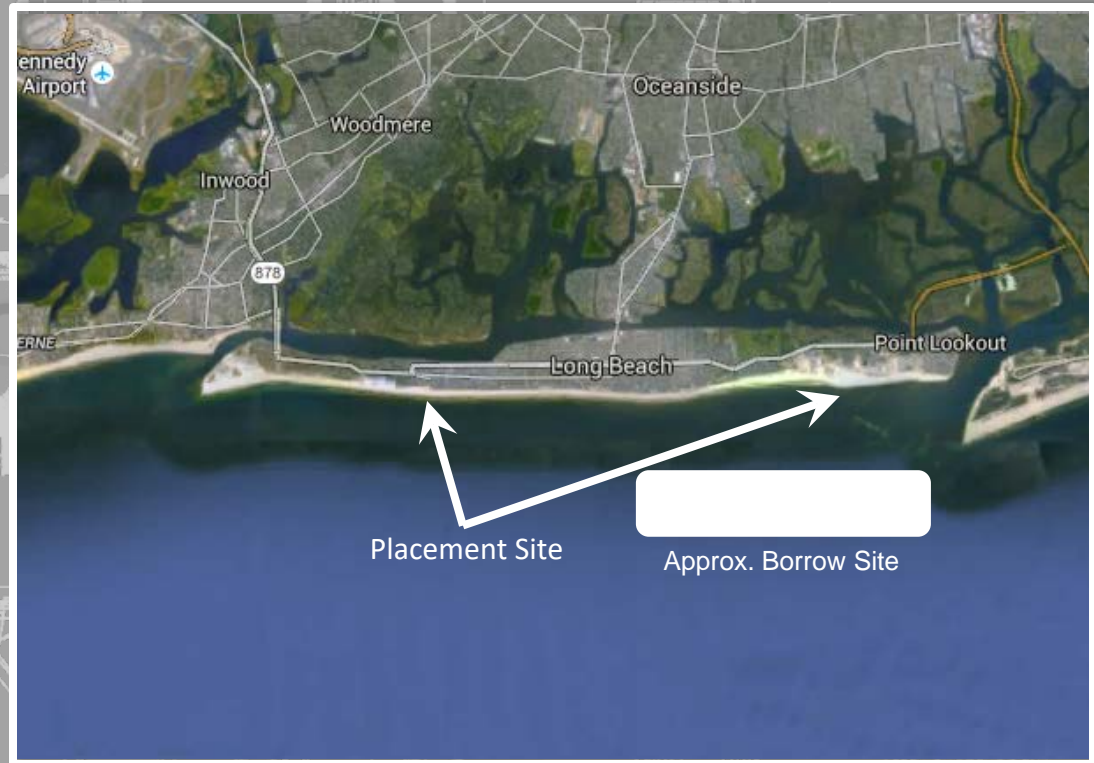 ennedy
Airport
Oceanside
Woodmere
Inwood
878
ERNE
Point Lookout
Long Beach
Placement Site
Approx. Borrow Site